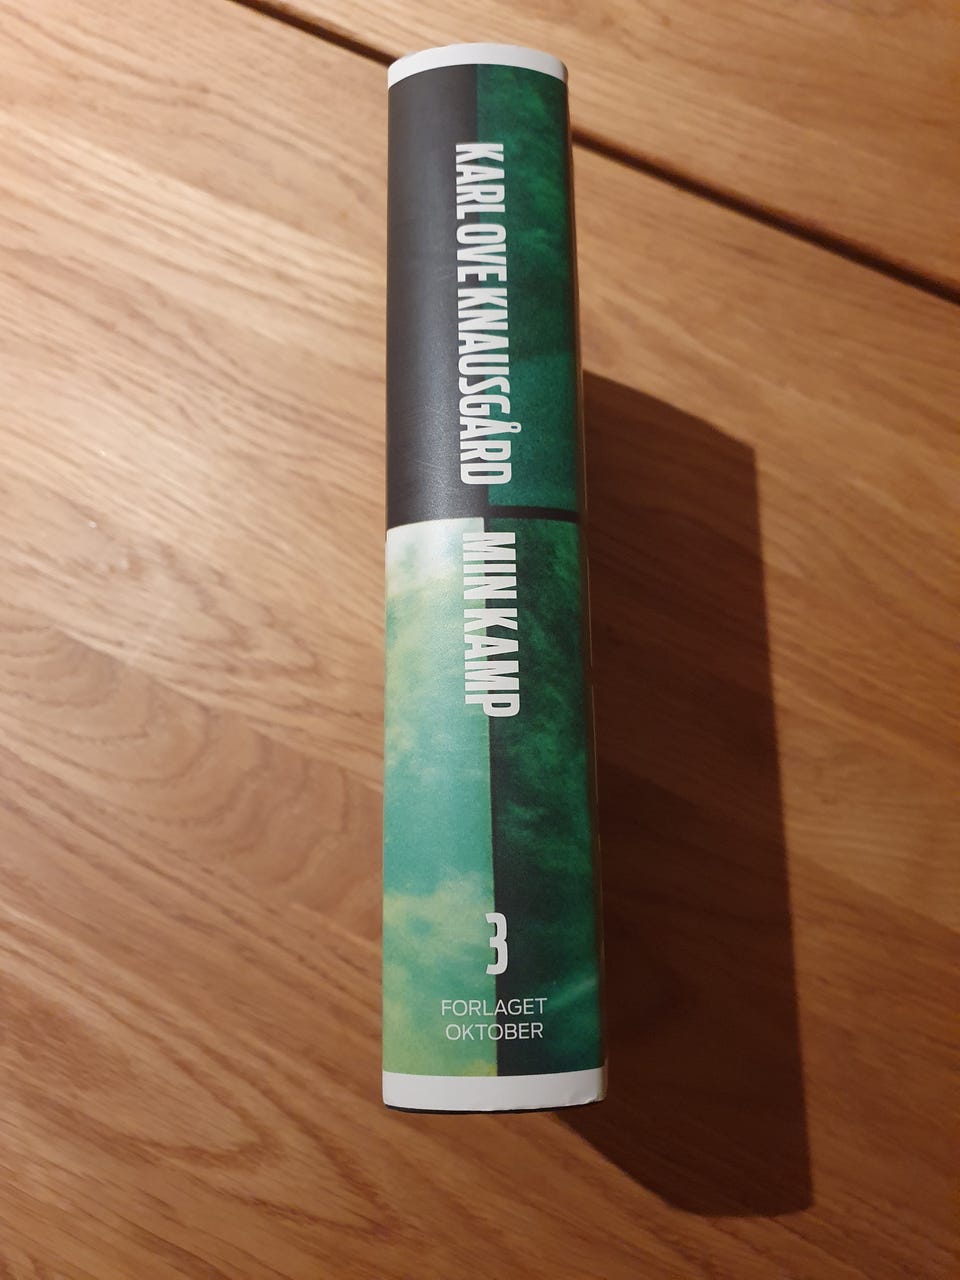 KARL OVE KNAUSGÅRD
MIN KAMP
3
FORLAGET
OKTOBER